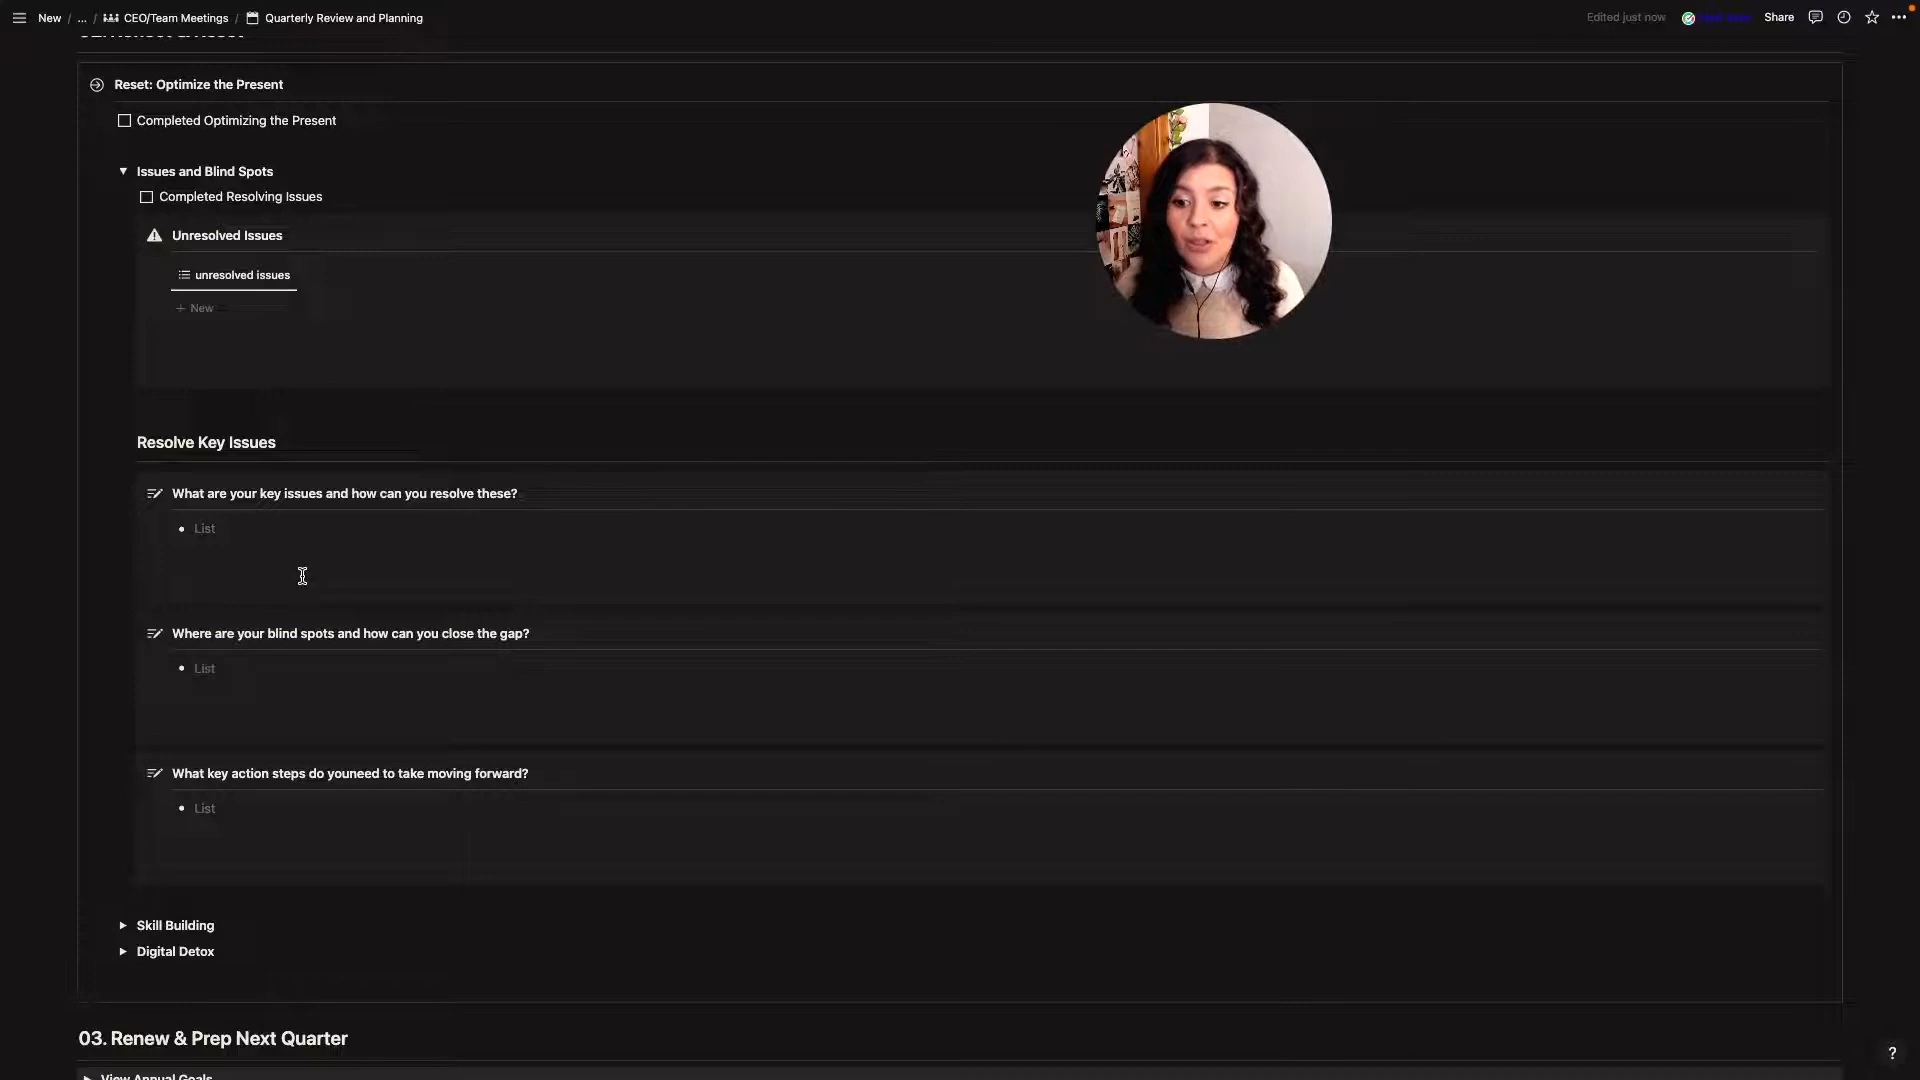 New / ... / CEO/Team Meetings / Quarterly Review and Planning
Edited just now
Share
Reset: Optimize the Present
Completed Optimizing the Present
Issues and Blind Spots
Completed Resolving Issues
Unresolved Issues
unresolved issues
+ New
Resolve Key Issues
What are your key issues and how can you resolve these?
• List
Where are your blind spots and how can you close the gap?
• List
What key action steps do youneed to take moving forward?
• List
Skill Building
Digital Detox
03. Renew & Prep Next Quarter
View Annual Goals
?